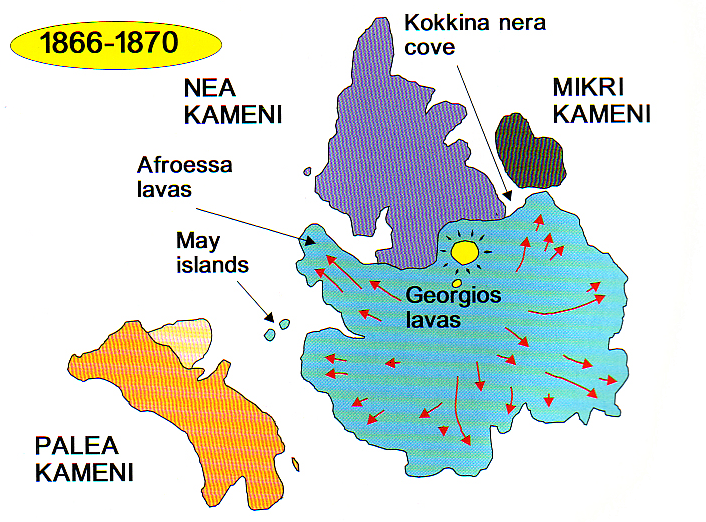 1866-1870
Kokkina nera
cove
NEA
KAMENI
MIKRI
KAMENI
Afroessa
lavas
May
islands
Georgios
lavas
PALEA
KAMENI